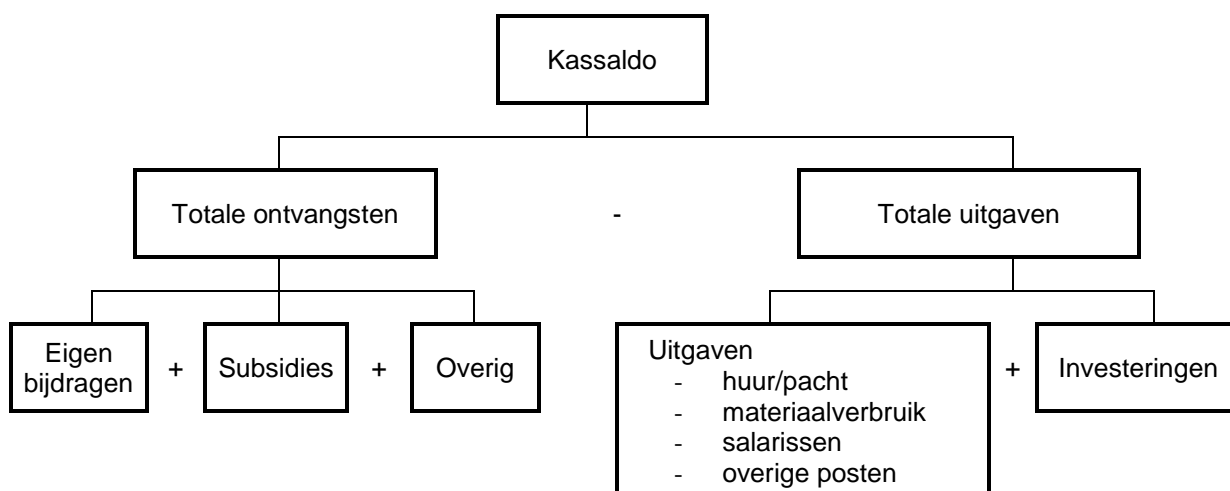 Kassaldo
Totale ontvangsten - Totale uitgaven
Eigen
bijdragen + Subsidies + Overig
Uitgaven
- huur/pacht
- materiaalverbruik
- salarissen
- overige posten
+ Investeringen